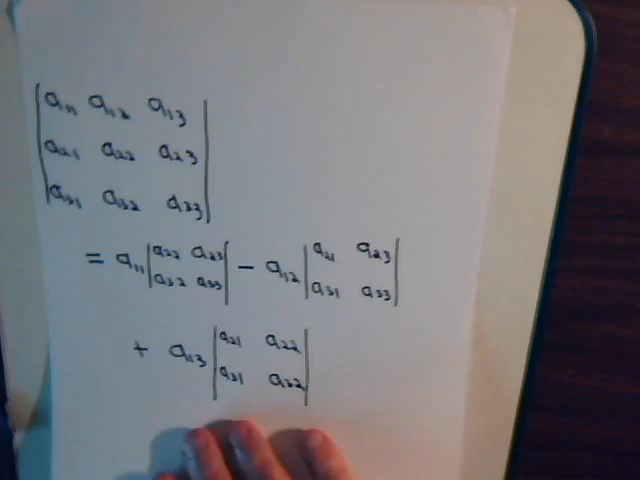 | a₁₁ a₁₂ a₁₃ |
| a₂₁ a₂₂ a₂₃ |
| a₃₁ a₃₂ a₃₃ |
= a₁₁ | a₂₂ a₂₃ | − a₁₂ | a₂₁ a₂₃ |
| a₃₂ a₃₃ | | a₃₁ a₃₃ |
+ a₁₃ | a₂₁ a₂₂ |
| a₃₁ a₃₂ |